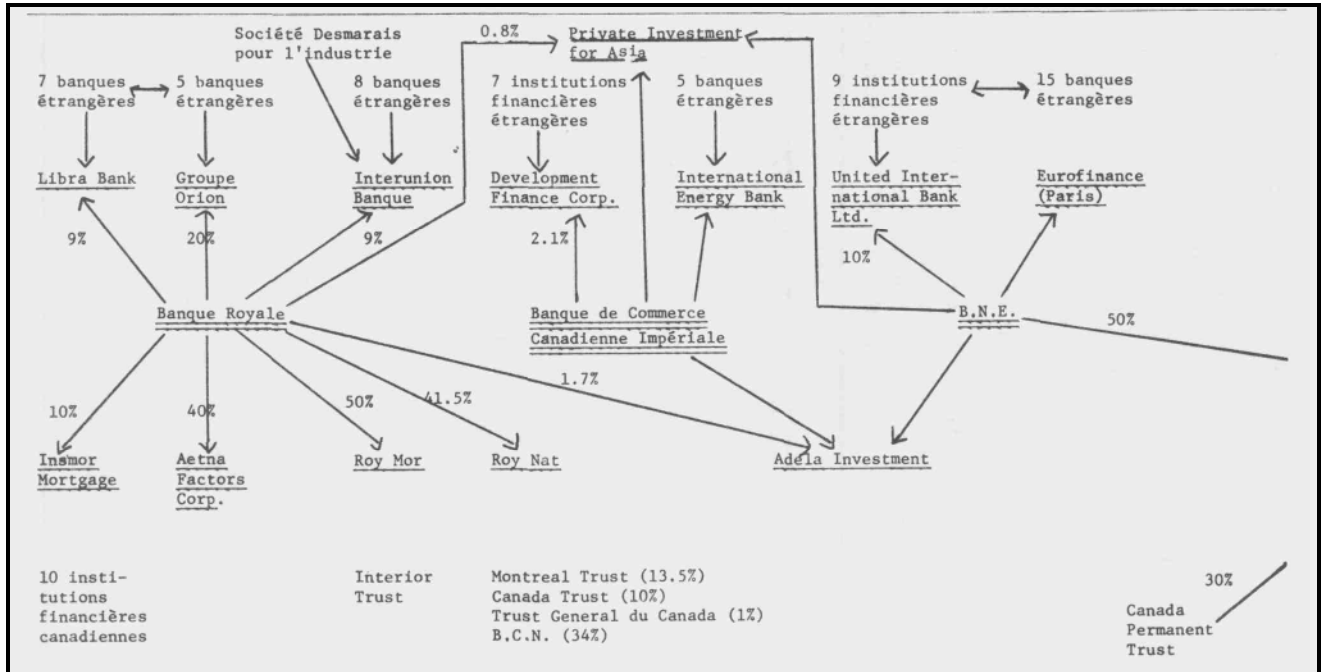 Société Desmarais
pour l'industrie
0.8%
Private Investment
for Asia
7 banques
étrangères
5 banques
étrangères
8 banques
étrangères
7 institutions
financières
étrangères
5 banques
étrangères
9 institutions
financières
étrangères
15 banques
étrangères
Libra Bank
Groupe
Orion
Interunion
Banque
Development
Finance Corp.
International
Energy Bank
United Inter-
national Bank
Ltd.
Eurofinance
(Paris)
9%
20%
9%
2.1%
10%
Banque Royale
Banque de Commerce
Canadienne Impériale
B.N.E.
50%
1.7%
10%
40%
50%
41.5%
Insmor
Mortgage
Aetna
Factors
Corp.
Roy Mor
Roy Nat
Adela Investment
10 insti-
tutions
financières
canadiennes
Interior
Trust
Montreal Trust (13.5%)
Canada Trust (10%)
Trust General du Canada (1%)
B.C.N. (34%)
30%
Canada
Permanent
Trust